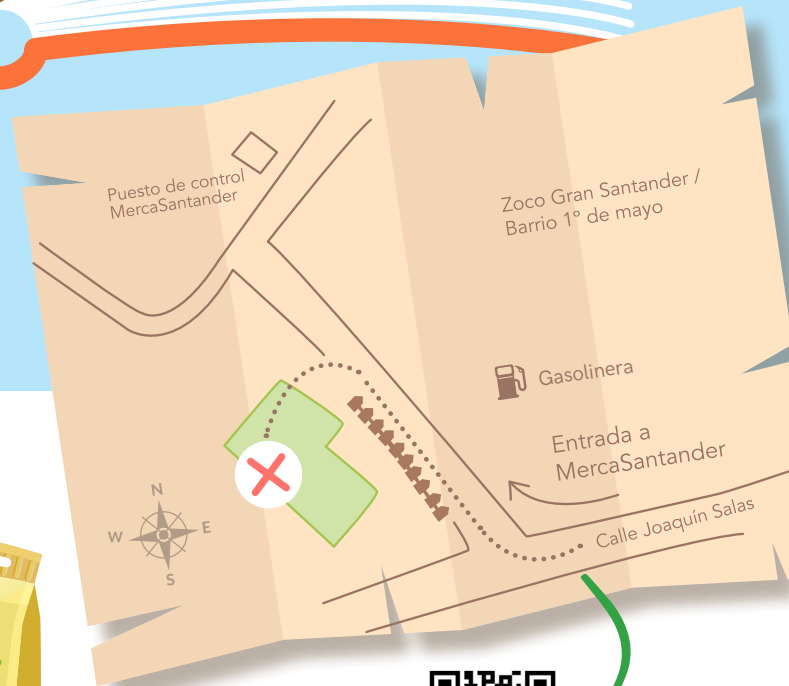 Puesto de control
MercaSantander
Zoco Gran Santander /
Barrio 1º de mayo
Gasolinera
Entrada a
MercaSantander
Calle Joaquín Salas
N
W
E
S